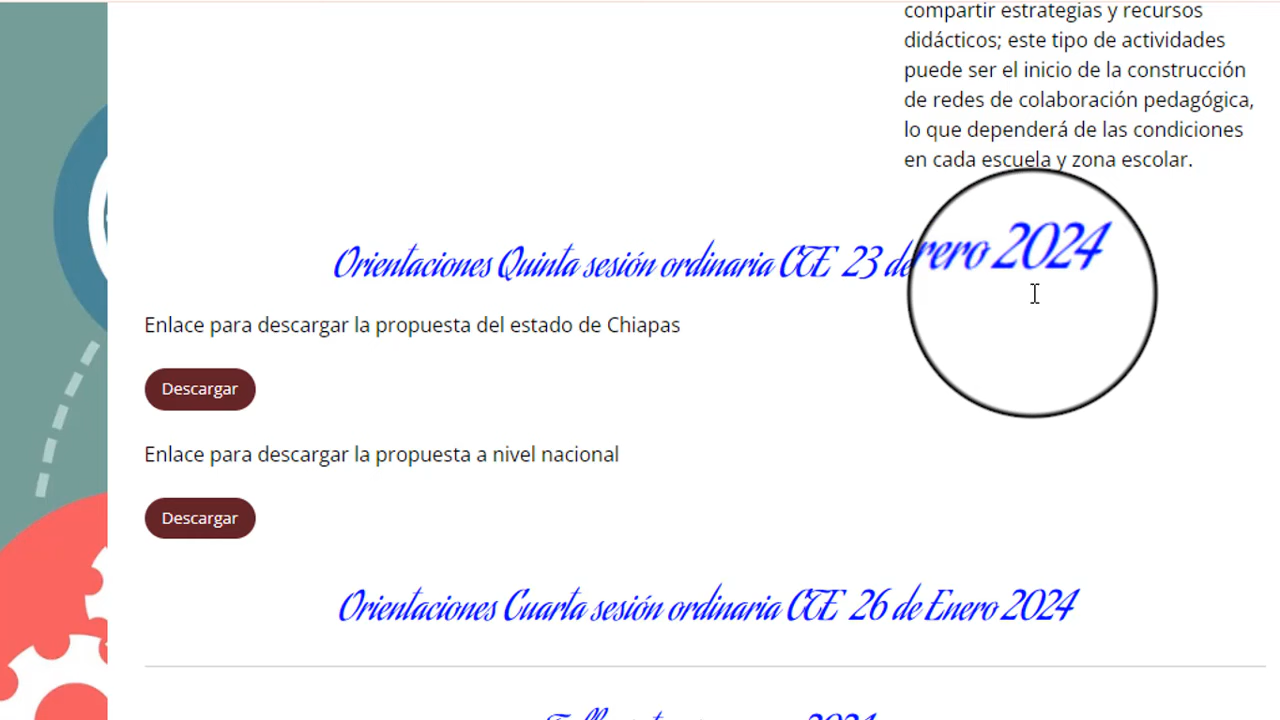 compartir estrategias y recursos
didácticos; este tipo de actividades
puede ser el inicio de la construcción
de redes de colaboración pedagógica,
lo que dependerá de las condiciones
en cada escuela y zona escolar.
Orientaciones Quinta sesión ordinaria CTE 23 de rero 2024
Enlace para descargar la propuesta del estado de Chiapas
Descargar
Enlace para descargar la propuesta a nivel nacional
Descargar
Orientaciones Cuarta sesión ordinaria CTE 26 de Enero 2024
2024